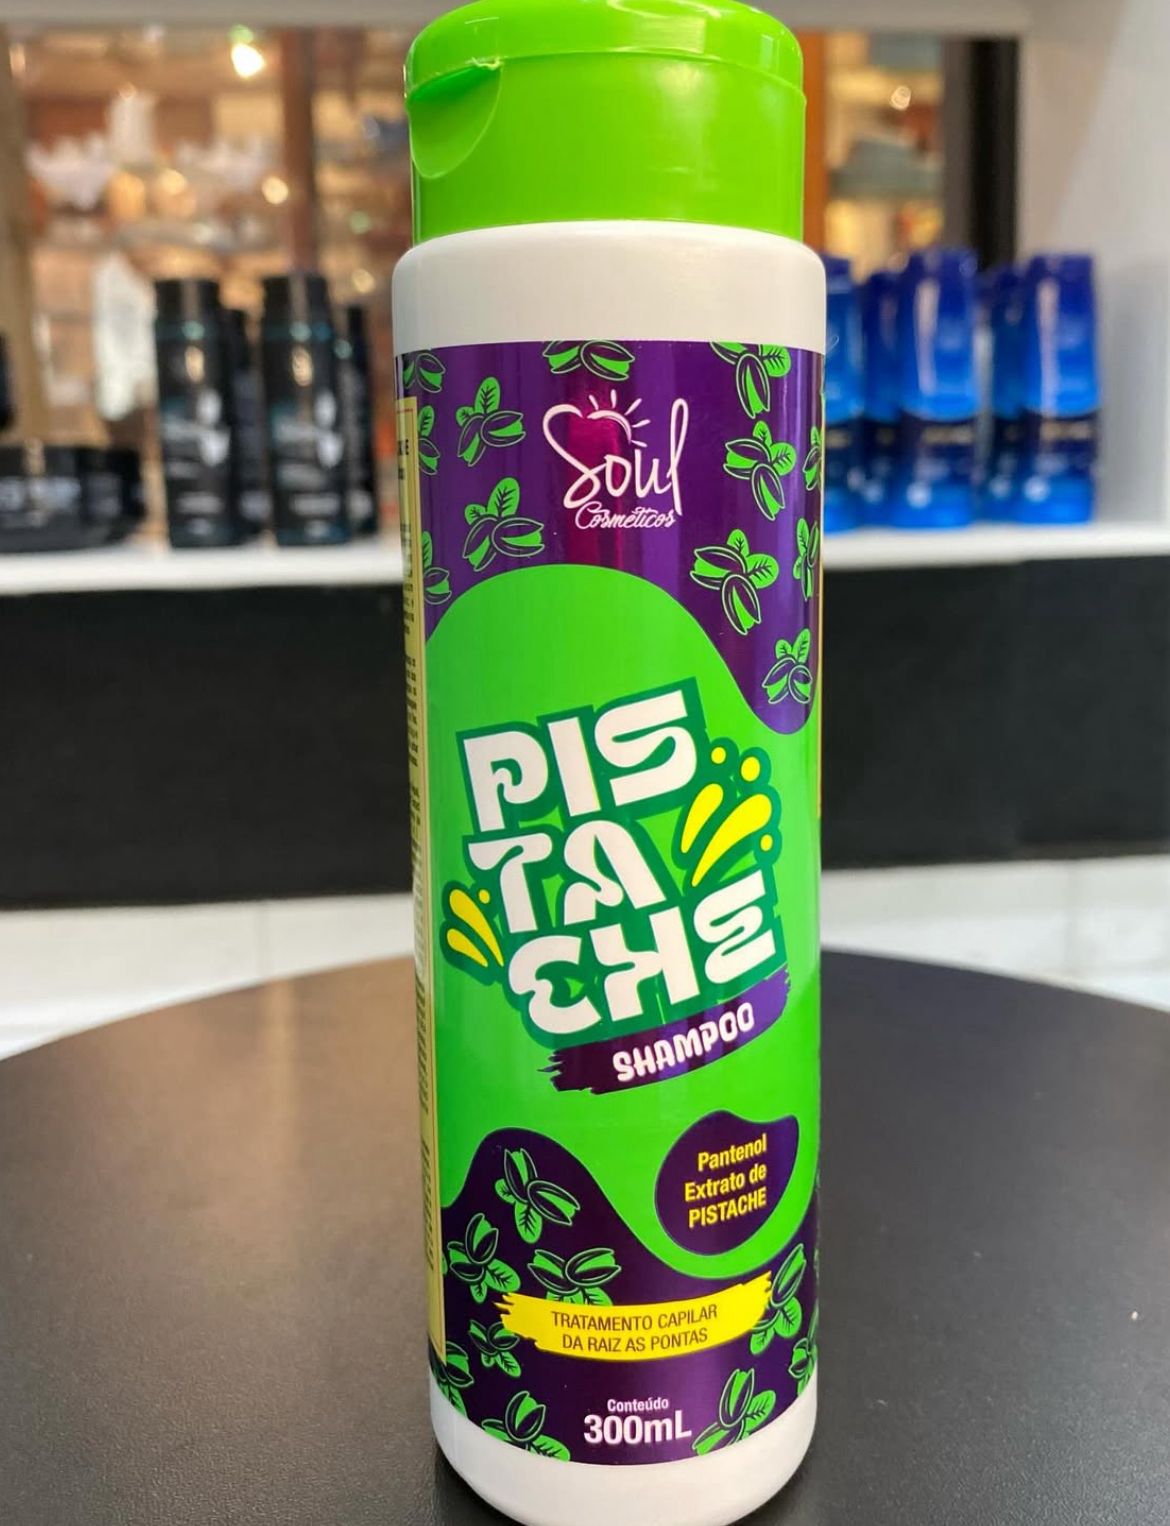 Soul
Cosméticos
PIS
TA
CHE
SHAMPOO
Pantenol
Extrato de
PISTACHE
TRATAMENTO CAPILAR
DA RAIZ AS PONTAS
Conteúdo
300mL